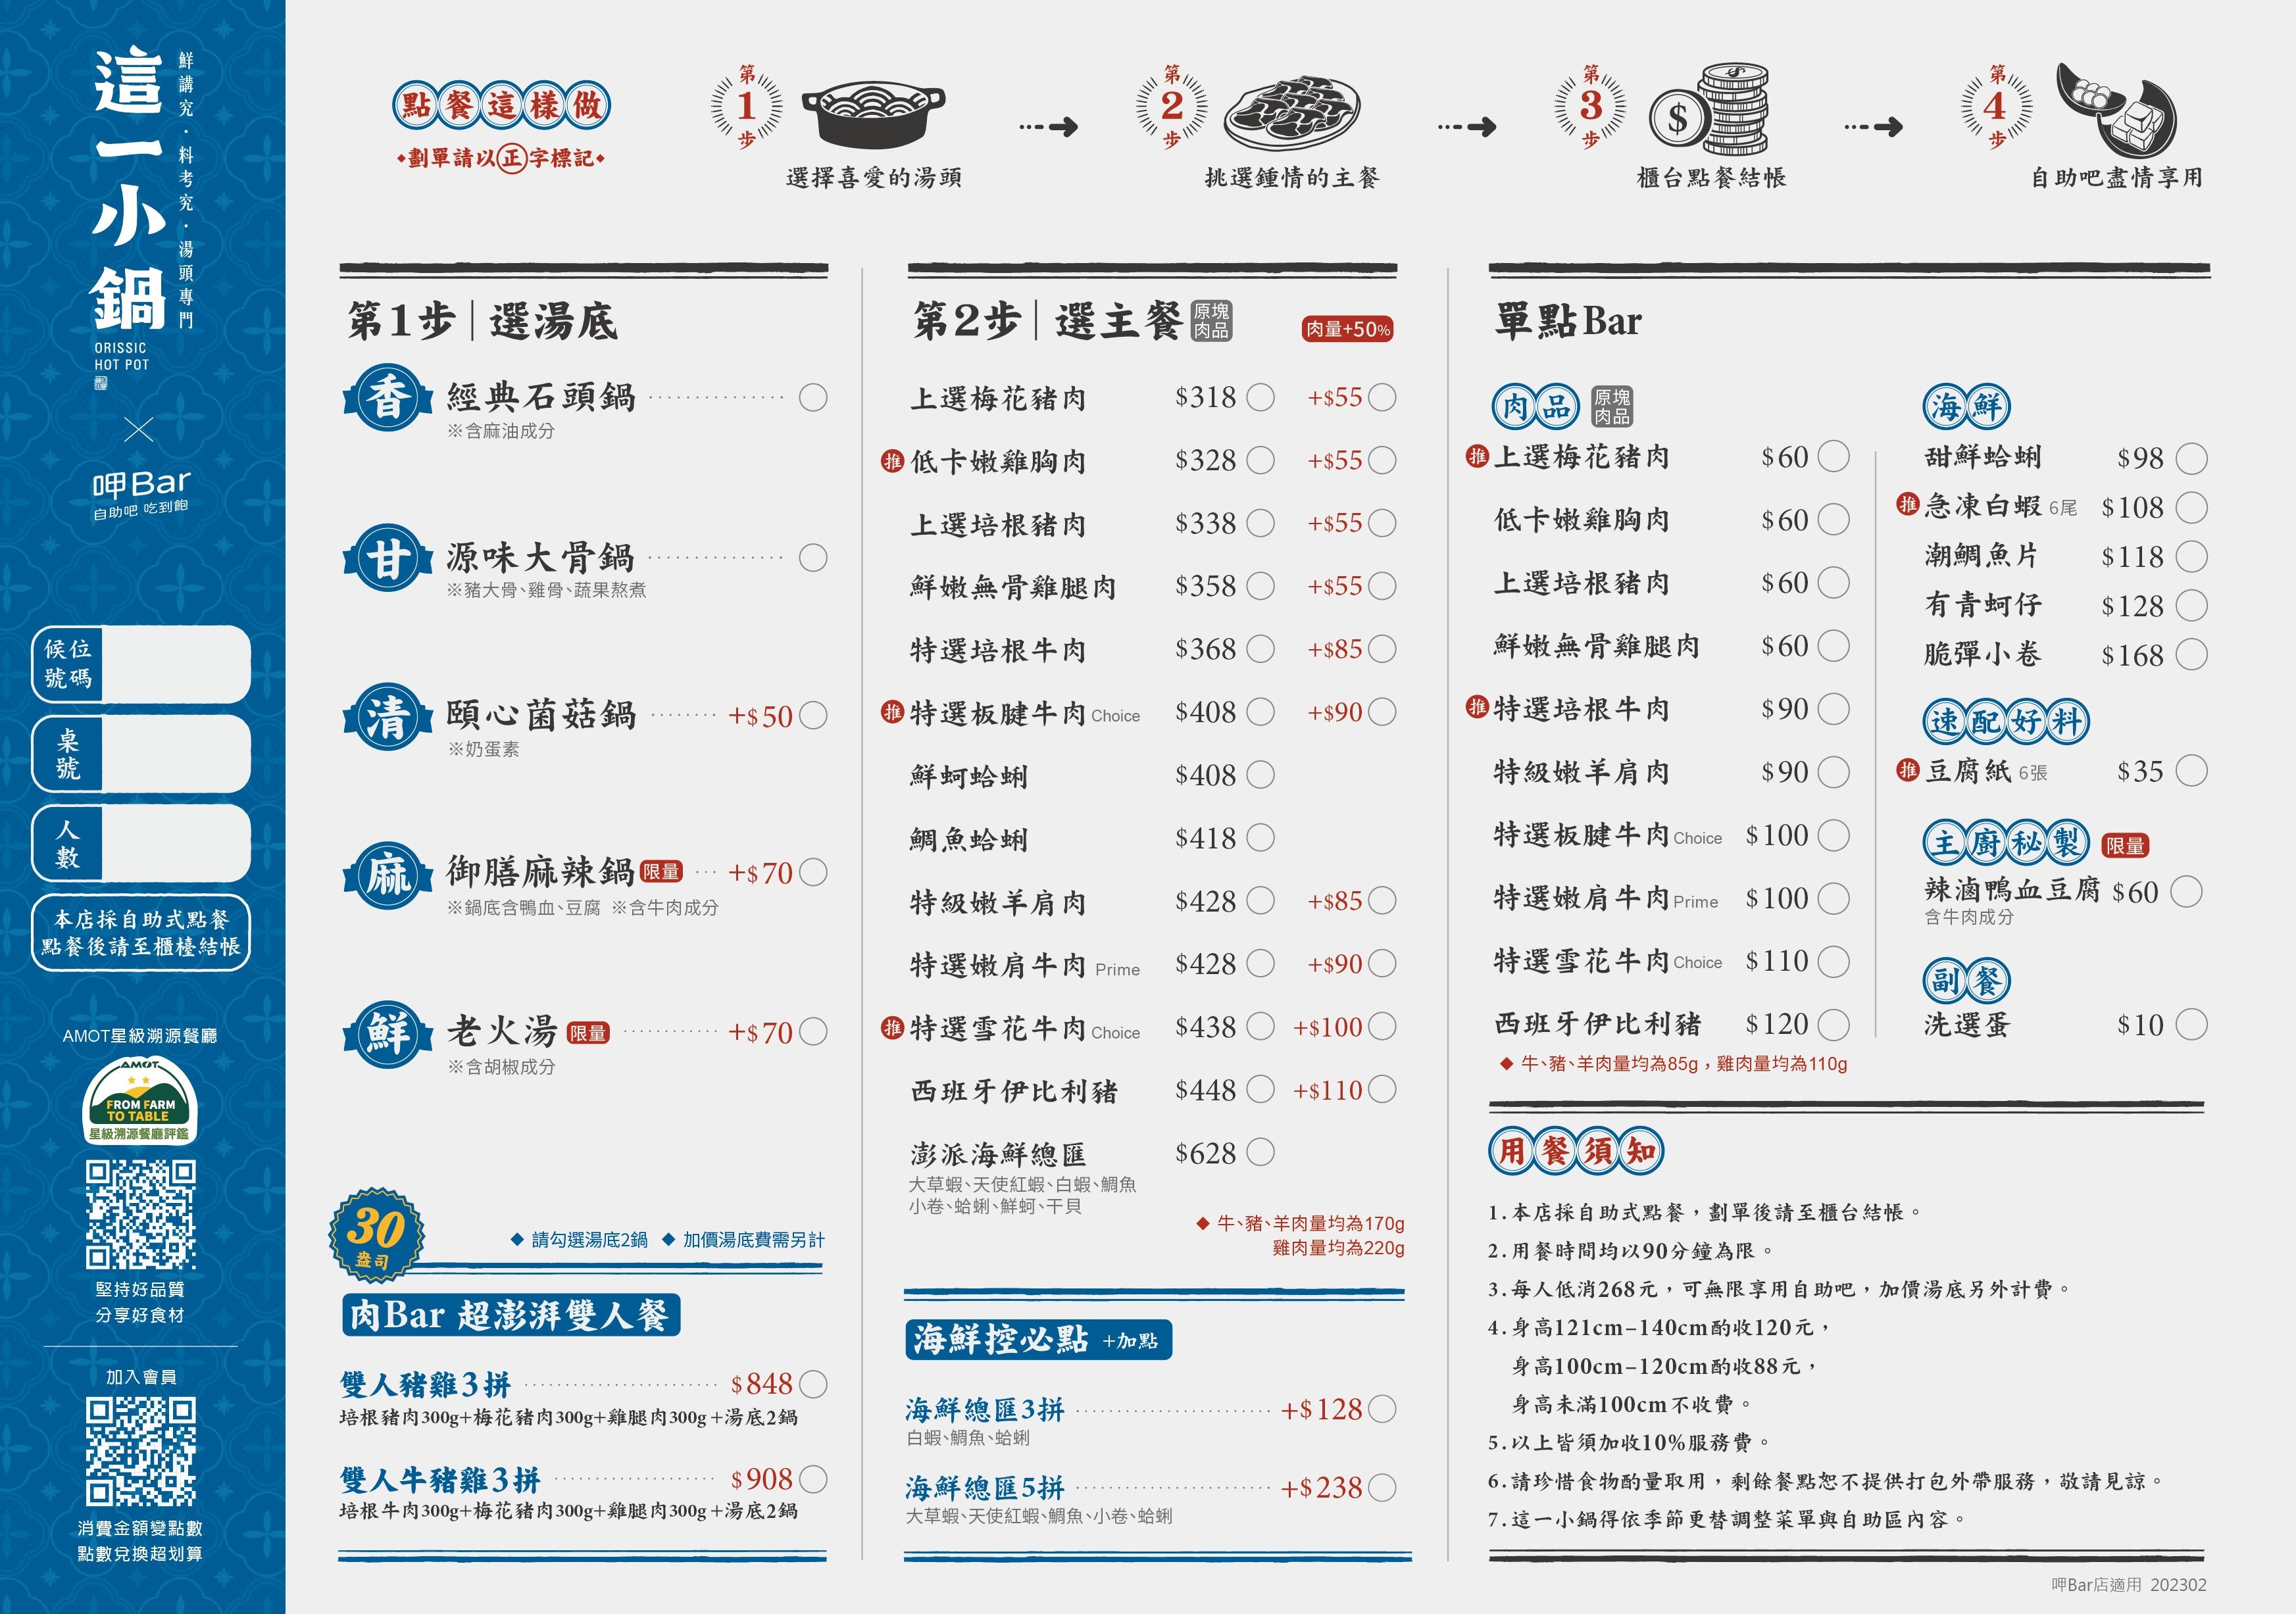 這一小鍋
鮮講究・料考究・湯頭專門
ORISSIC
HOT POT
呷Bar
自助吧 吃到飽
候位
號碼
桌
號
人
數
本店採自助式點餐
點餐後請至櫃檯結帳
AMOT星級溯源餐廳
AMOT
FROM FARM
TO TABLE
星級溯源餐廳評鑑
堅持好品質
分享好食材
加入會員
消費金額變點數
點數兌換超划算
點餐這樣做
◆劃單請以正字標記◆
第1步
選擇喜愛的湯頭
第2步
挑選鍾情的主餐
第3步
櫃台點餐結帳
第4步
自助吧盡情享用
第1步｜選湯底
香 經典石頭鍋
※含麻油成分
甘 源味大骨鍋
※豬大骨、雞骨、蔬果熬煮
清 頤心菌菇鍋 +$50
※奶蛋素
麻 御膳麻辣鍋 限量 +$70
※鍋底含鴨血、豆腐 ※含牛肉成分
鮮 老火湯 限量 +$70
※含胡椒成分
30
盎司
◆ 請勾選湯底2鍋 ◆ 加價湯底費需另計
肉Bar 超澎湃雙人餐
雙人豬雞3拼 $848
培根豬肉300g+梅花豬肉300g+雞腿肉300g+湯底2鍋
雙人牛豬雞3拼 $908
培根牛肉300g+梅花豬肉300g+雞腿肉300g+湯底2鍋
第2步｜選主餐 原塊肉品 肉量+50%
上選梅花豬肉 $318 +$55
推 低卡嫩雞胸肉 $328 +$55
上選培根豬肉 $338 +$55
鮮嫩無骨雞腿肉 $358 +$55
特選培根牛肉 $368 +$85
推 特選板腱牛肉 Choice $408 +$90
鮮蚵蛤蜊 $408
鯛魚蛤蜊 $418
特級嫩羊肩肉 $428 +$85
特選嫩肩牛肉 Prime $428 +$90
推 特選雪花牛肉 Choice $438 +$100
西班牙伊比利豬 $448 +$110
澎派海鮮總匯 $628
大草蝦、天使紅蝦、白蝦、鯛魚
小卷、蛤蜊、鮮蚵、干貝
◆ 牛、豬、羊肉量均為170g
雞肉量均為220g
海鮮控必點 +加點
海鮮總匯3拼 +$128
白蝦、鯛魚、蛤蜊
海鮮總匯5拼 +$238
大草蝦、天使紅蝦、鯛魚、小卷、蛤蜊
單點Bar
肉品 原塊肉品
推 上選梅花豬肉 $60
低卡嫩雞胸肉 $60
上選培根豬肉 $60
鮮嫩無骨雞腿肉 $60
推 特選培根牛肉 $90
特級嫩羊肩肉 $90
特選板腱牛肉 Choice $100
特選嫩肩牛肉 Prime $100
特選雪花牛肉 Choice $110
西班牙伊比利豬 $120
◆ 牛、豬、羊肉量均為85g，雞肉量均為110g
海鮮
甜鮮蛤蜊 $98
推 急凍白蝦 6尾 $108
潮鯛魚片 $118
有青蚵仔 $128
脆彈小卷 $168
速配好料
推 豆腐紙 6張 $35
主廚秘製 限量
辣滷鴨血豆腐 $60
含牛肉成分
副餐
洗選蛋 $10
用餐須知
1.本店採自助式點餐，劃單後請至櫃台結帳。
2.用餐時間均以90分鐘為限。
3.每人低消268元，可無限享用自助吧，加價湯底另外計費。
4.身高121cm–140cm酌收120元，
身高100cm–120cm酌收88元，
身高未滿100cm不收費。
5.以上皆須加收10%服務費。
6.請珍惜食物酌量取用，剩餘餐點恕不提供打包外帶服務，敬請見諒。
7.這一小鍋得依季節更替調整菜單與自助區內容。
呷Bar店適用 202302